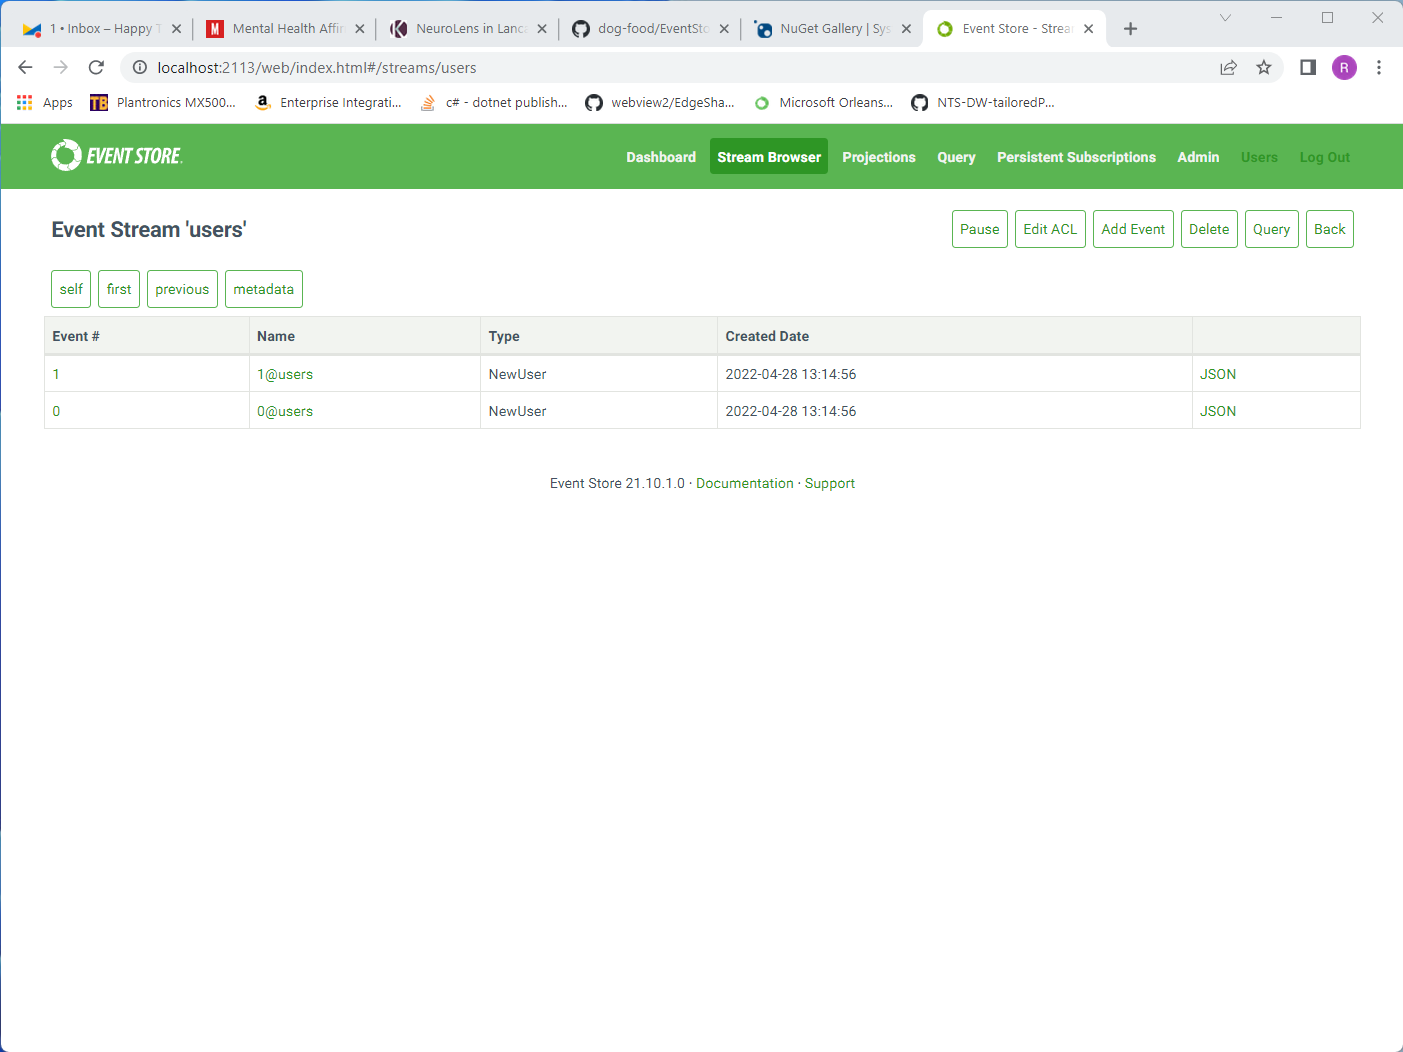 1 • Inbox – Happy T
Mental Health Affir
NeuroLens in Lanca
dog-food/EventSto
NuGet Gallery | Sys
Event Store - Strea
localhost:2113/web/index.html#/streams/users
R
Apps
TB
Plantronics MX500...
Enterprise Integrati...
c# - dotnet publish...
webview2/EdgeSha...
Microsoft Orleans...
NTS-DW-tailoredP...
EVENT STORE.
Dashboard
Stream Browser
Projections
Query
Persistent Subscriptions
Admin
Users
Log Out
Event Stream 'users'
Pause
Edit ACL
Add Event
Delete
Query
Back
self
first
previous
metadata
Event # Name Type Created Date
1 1@users NewUser 2022-04-28 13:14:56 JSON
0 0@users NewUser 2022-04-28 13:14:56 JSON
Event Store 21.10.1.0 · Documentation · Support